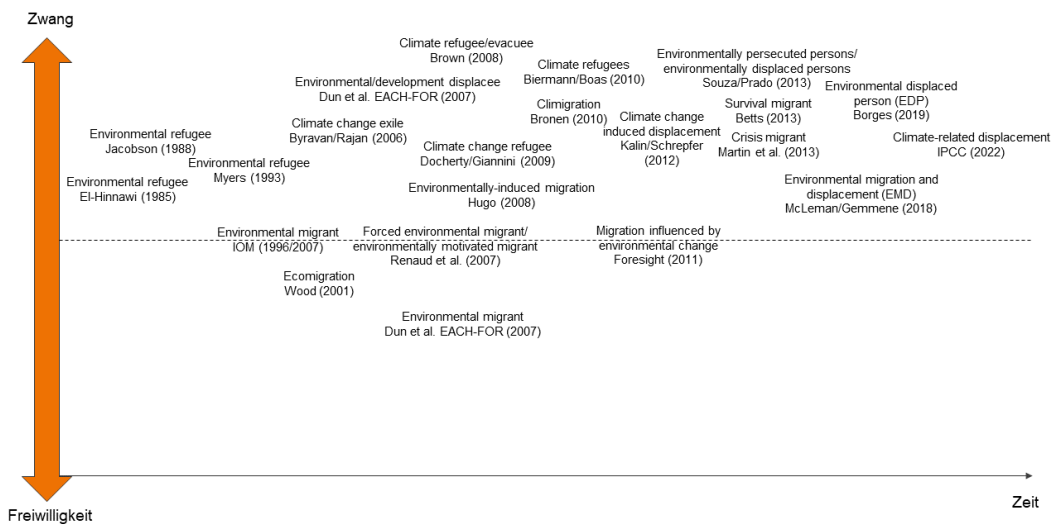 Zwang
Climate refugee/evacuee
Brown (2008)
Environmental/development displacee
Dun et al. EACH-FOR (2007)
Climate refugees
Biermann/Boas (2010)
Environmentally persecuted persons/
environmentally displaced persons
Souza/Prado (2013)
Environmental displaced
person (EDP)
Borges (2019)
Environmental refugee
Jacobson (1988)
Climate change exile
Byravan/Rajan (2006)
Climigration
Bronen (2010)
Climate change
induced displacement
Kalin/Schrepfer
(2012)
Survival migrant
Betts (2013)
Crisis migrant
Martin et al. (2013)
Climate-related displacement
IPCC (2022)
Environmental refugee
El-Hinnawi (1985)
Environmental refugee
Myers (1993)
Climate change refugee
Docherty/Giannini (2009)
Environmentally-induced migration
Hugo (2008)
Environmental migration and
displacement (EMD)
McLeman/Gemmene (2018)
Environmental migrant
IOM (1996/2007)
Forced environmental migrant/
environmentally motivated migrant
Renaud et al. (2007)
Migration influenced by
environmental change
Foresight (2011)
Ecomigration
Wood (2001)
Environmental migrant
Dun et al. EACH-FOR (2007)
Zeit
Freiwilligkeit